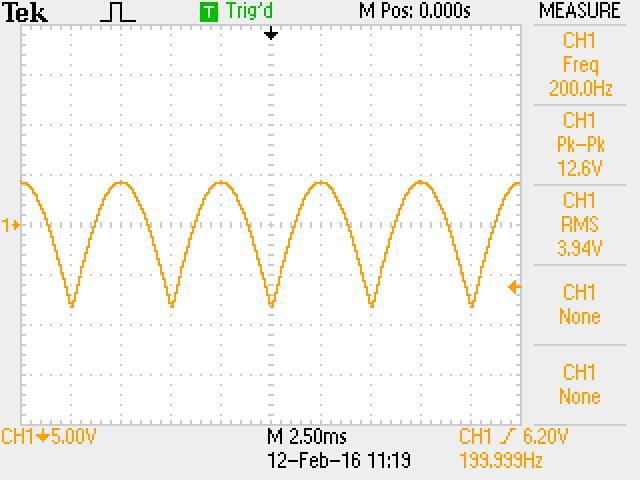 Tek T Trig'd M Pos: 0.000s MEASURE
CH1
Freq
200.0Hz
CH1
Pk-Pk
12.6V
CH1
RMS
3.94V
CH1
None
CH1
None
1
CH1 5.00V M 2.50ms CH1 6.20V
12-Feb-16 11:19 199.999Hz